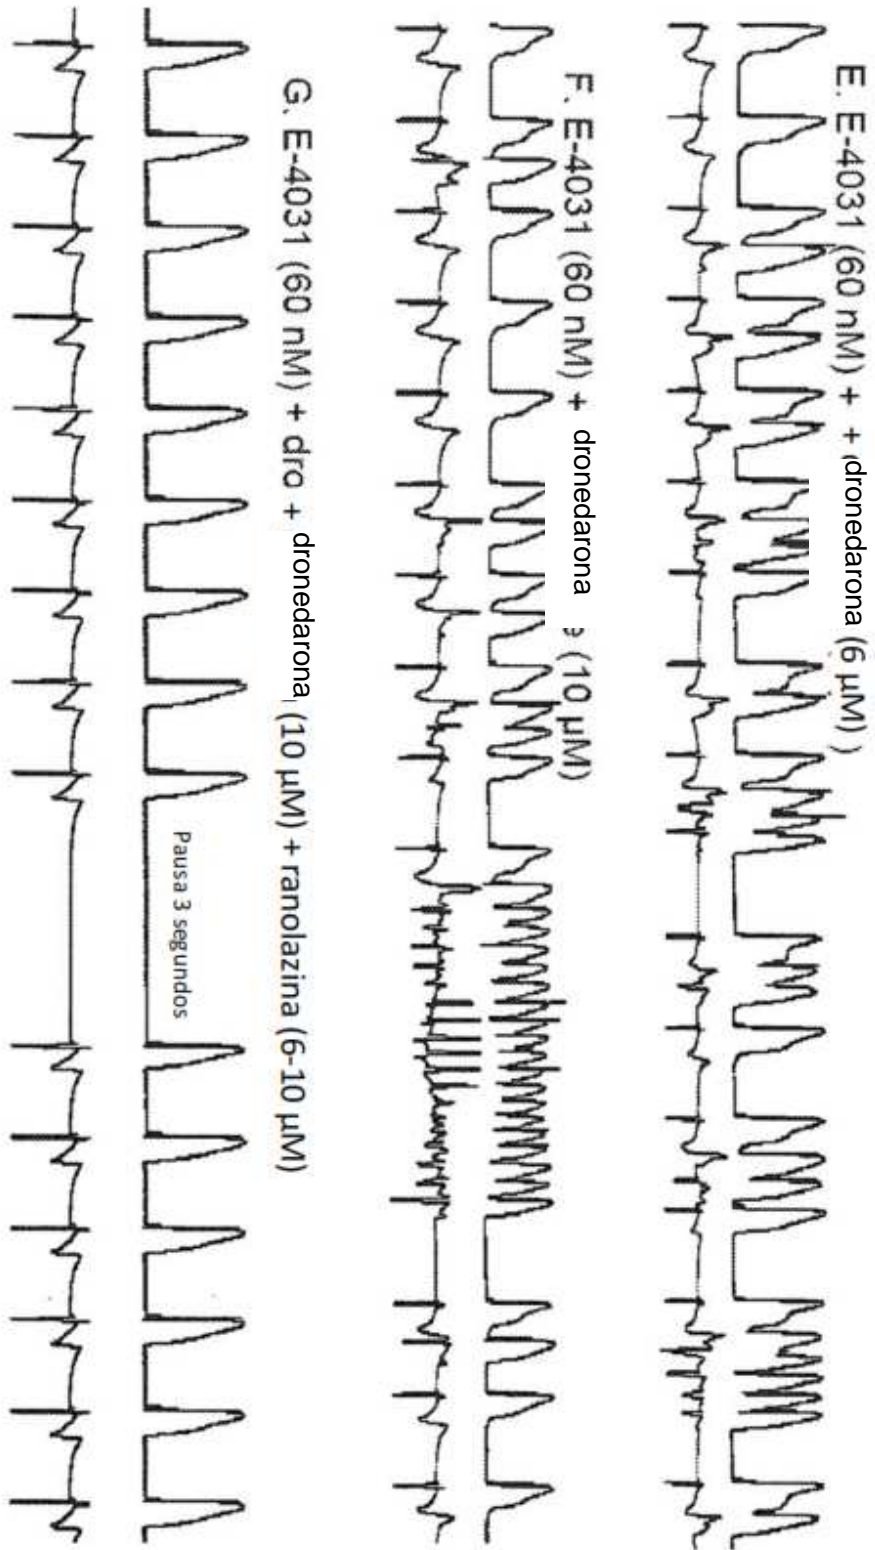 E. E-4031 (60 nM) + + (dronedarona (6 µM) )
F. E-4031 (60 nM) + dronedarona (10 µM)
G. E-4031 (60 nM) + dro + dronedarona (10 µM) + ranolazina (6-10 µM)
Pausa 3 segundos